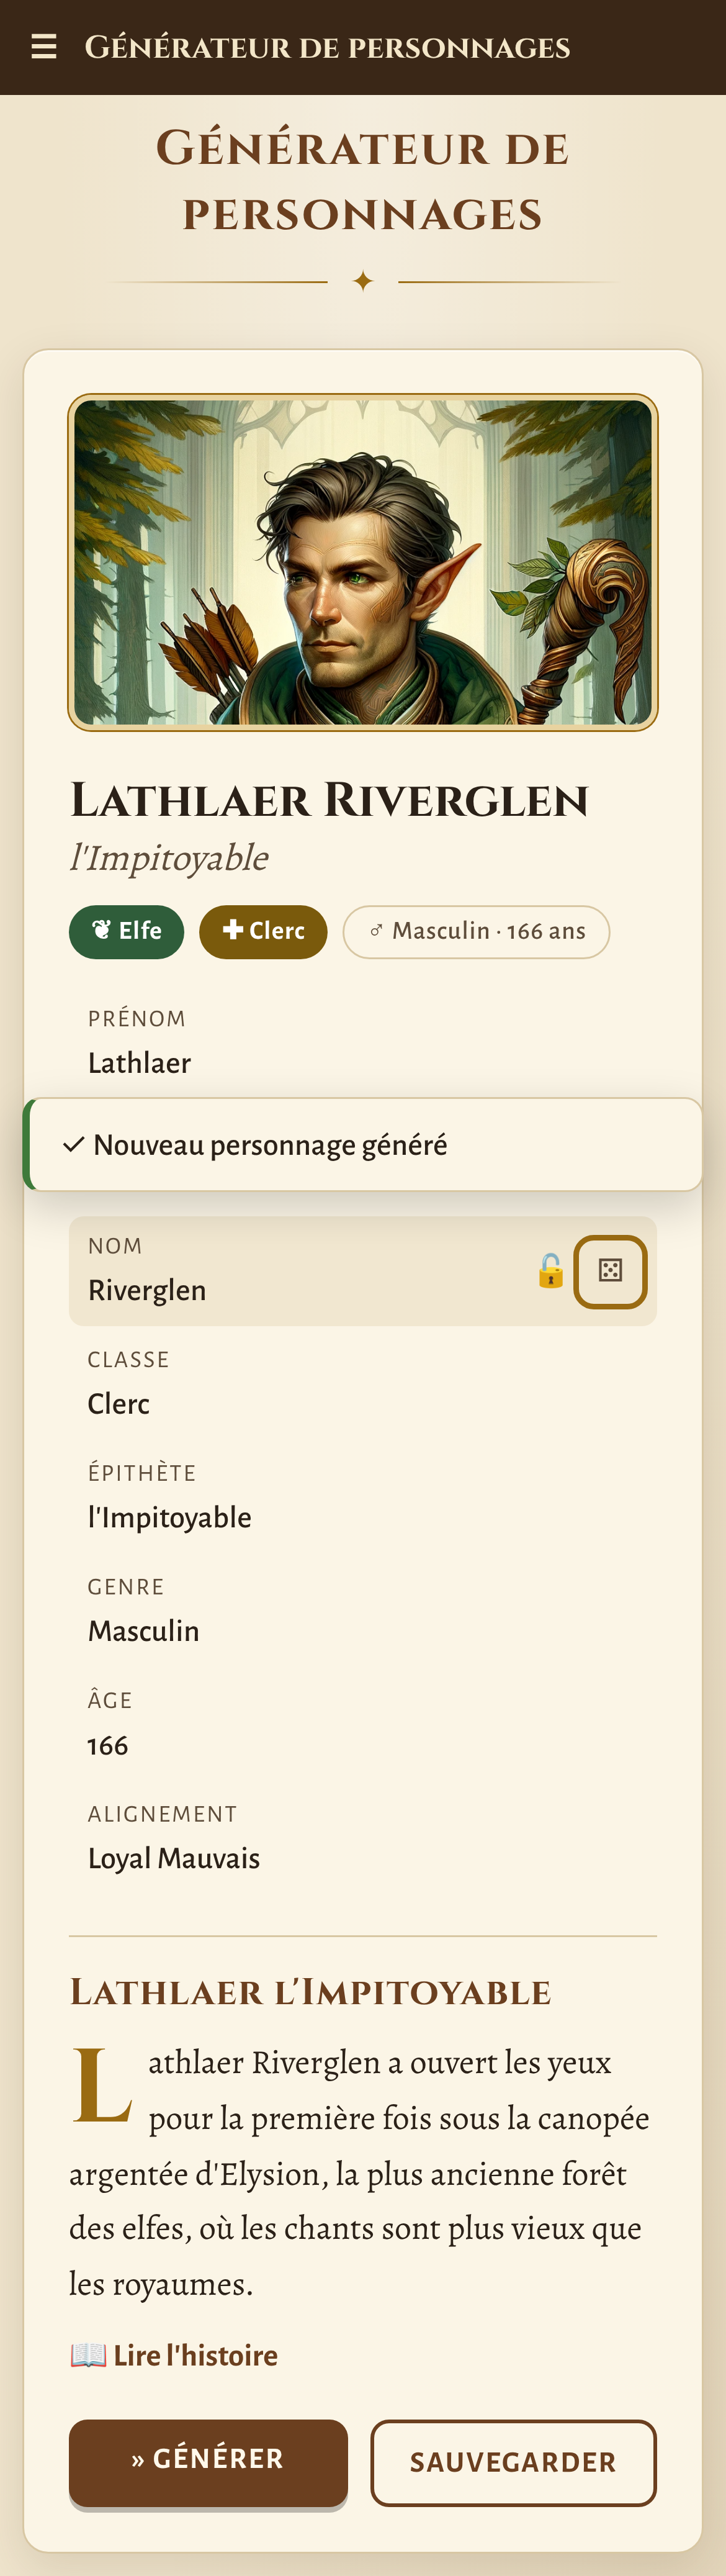 ☰ Générateur de personnages
Générateur de
personnages
✦
Lathlaer Riverglen
l'Impitoyable
❦ Elfe
✚ Clerc
♂ Masculin · 166 ans
PRÉNOM
Lathlaer
✓ Nouveau personnage généré
NOM
Riverglen
🔓 ⚄
CLASSE
Clerc
ÉPITHÈTE
l'Impitoyable
GENRE
Masculin
ÂGE
166
ALIGNEMENT
Loyal Mauvais
Lathlaer l'Impitoyable
Lathlaer Riverglen a ouvert les yeux
pour la première fois sous la canopée
argentée d'Elysion, la plus ancienne forêt
des elfes, où les chants sont plus vieux que
les royaumes.
📖 Lire l'histoire
» GÉNÉRER
SAUVEGARDER